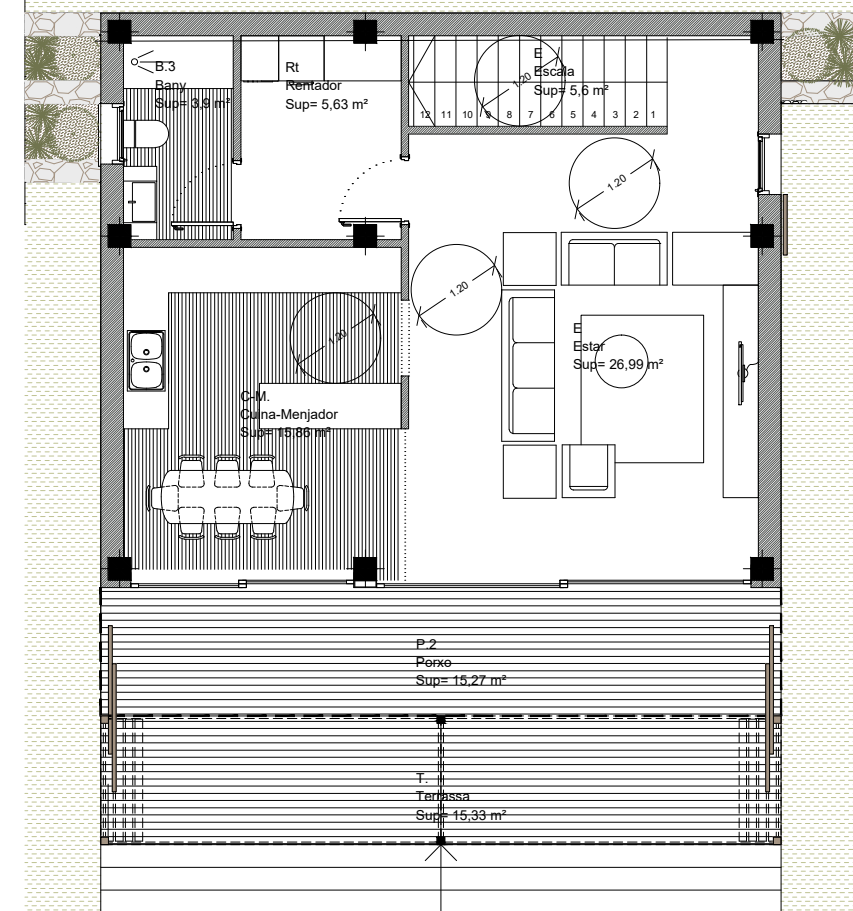 B.3
Bany
Sup= 3,9 m²
Rt
Rentador
Sup= 5,63 m²
E
Escala
Sup= 5,6 m²
1.20
12 11 10 9 8 7 6 5 4 3 2 1
1.20
1.20
1.20
E
Estar
Sup= 26,99 m²
C-M.
Cuina-Menjador
Sup= 15,86 m²
P.2
Porxo
Sup= 15,27 m²
T.
Terrassa
Sup= 15,33 m²